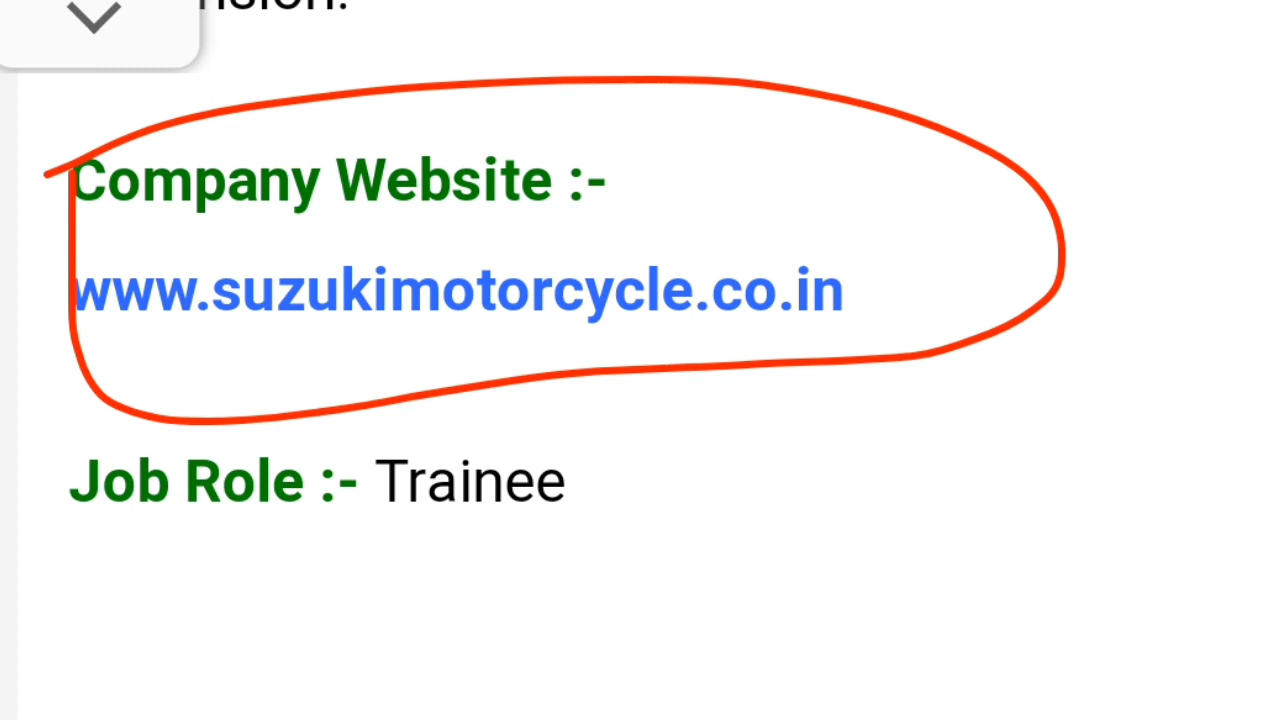 Company Website :-
www.suzukimotorcycle.co.in
Job Role :- Trainee